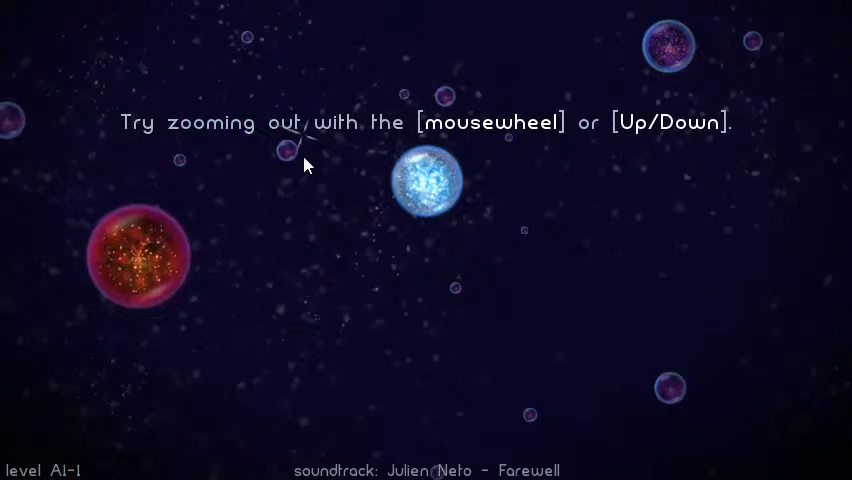 Try zooming out with the [mousewheel] or [Up/Down].
level A1-1
soundtrack: Julien Neto - Farewell